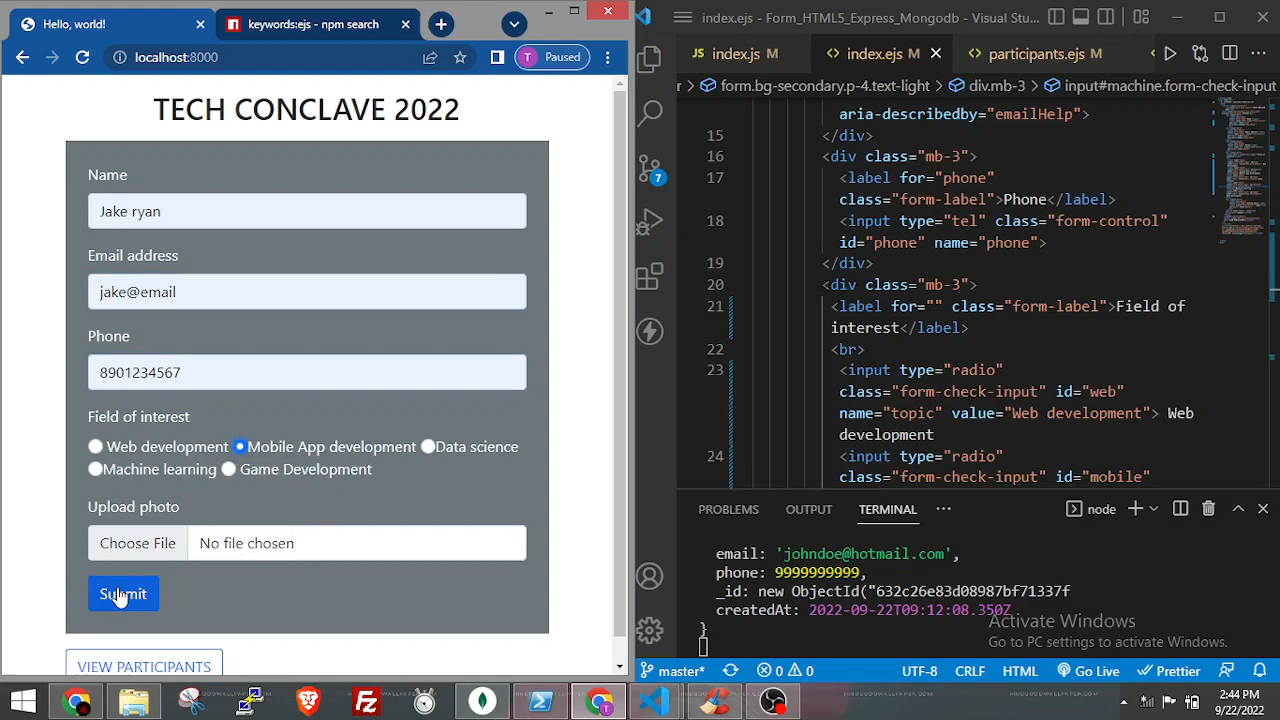 Hello, world!
keywords:ejs - npm search
localhost:8000
T
Paused
TECH CONCLAVE 2022
Name
Jake ryan
Email address
jake@email
Phone
8901234567
Field of interest
Web development
Mobile App development
Data science
Machine learning
Game Development
Upload photo
Choose File
No file chosen
Submit
VIEW PARTICIPANTS
index.ejs - Form_HTML5_Express_Mongo.lb - Visual Stu...
JS index.js M
<> index.ejs M
<> participants.ejs M
r > form.bg-secondary.p-4.text-light > div.mb-3 > input#machine.form-check-input
aria-describedby="emailHelp">
15 </div>
16 <div class="mb-3">
17 <label for="phone"
class="form-label">Phone</label>
18 <input type="tel" class="form-control"
id="phone" name="phone">
19 </div>
20 <div class="mb-3">
21 <label for="" class="form-label">Field of
interest</label>
22 <br>
23 <input type="radio"
class="form-check-input" id="web"
name="topic" value="Web development"> Web
development
24 <input type="radio"
class="form-check-input" id="mobile"
7
PROBLEMS OUTPUT TERMINAL ...
node
email: 'johndoe@hotmail.com',
phone: 9999999999,
_id: new ObjectId("632c26e83d08987bf71337f
createdAt: 2022-09-22T09:12:08.350Z
}
Activate Windows
Go to PC settings to activate Windows.
master* 0 0 UTF-8 CRLF HTML Go Live Prettier
2:44 PM
9/22/2022